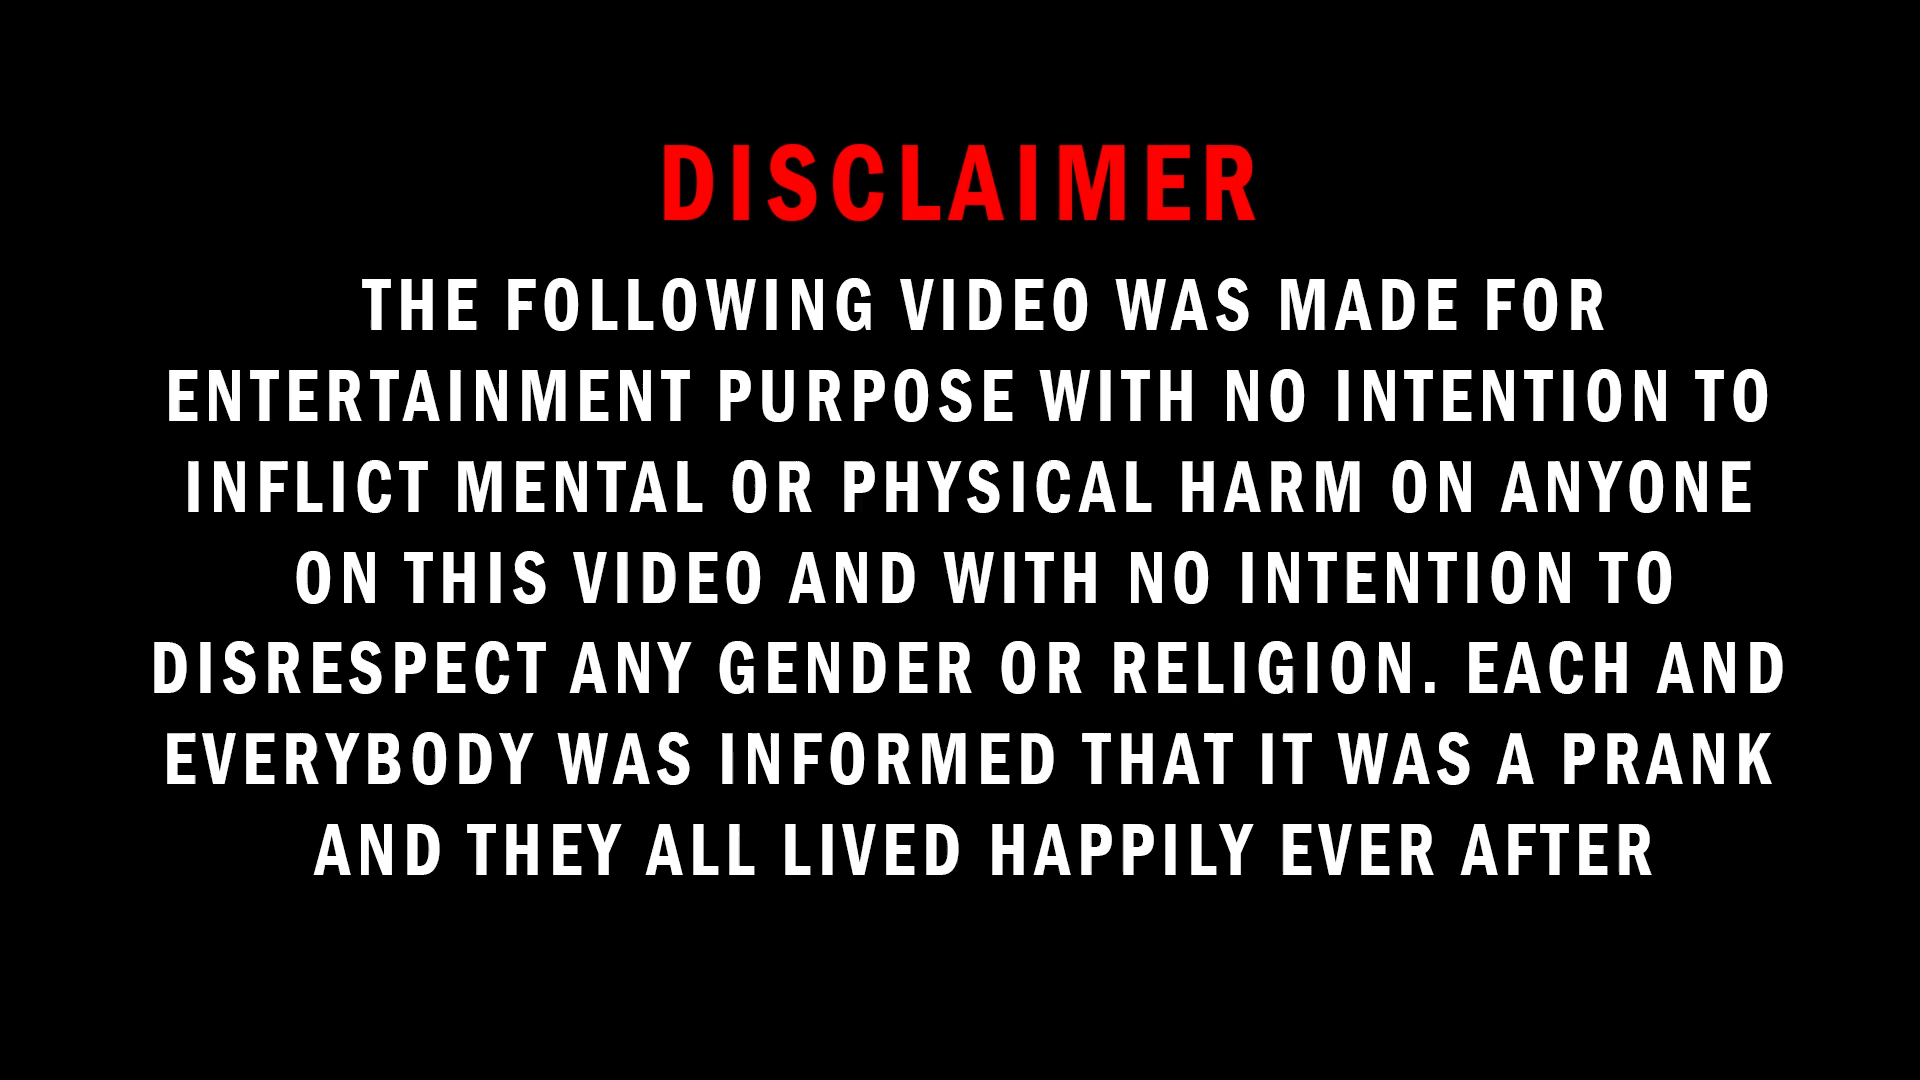 DISCLAIMER
THE FOLLOWING VIDEO WAS MADE FOR
ENTERTAINMENT PURPOSE WITH NO INTENTION TO
INFLICT MENTAL OR PHYSICAL HARM ON ANYONE
ON THIS VIDEO AND WITH NO INTENTION TO
DISRESPECT ANY GENDER OR RELIGION. EACH AND
EVERYBODY WAS INFORMED THAT IT WAS A PRANK
AND THEY ALL LIVED HAPPILY EVER AFTER